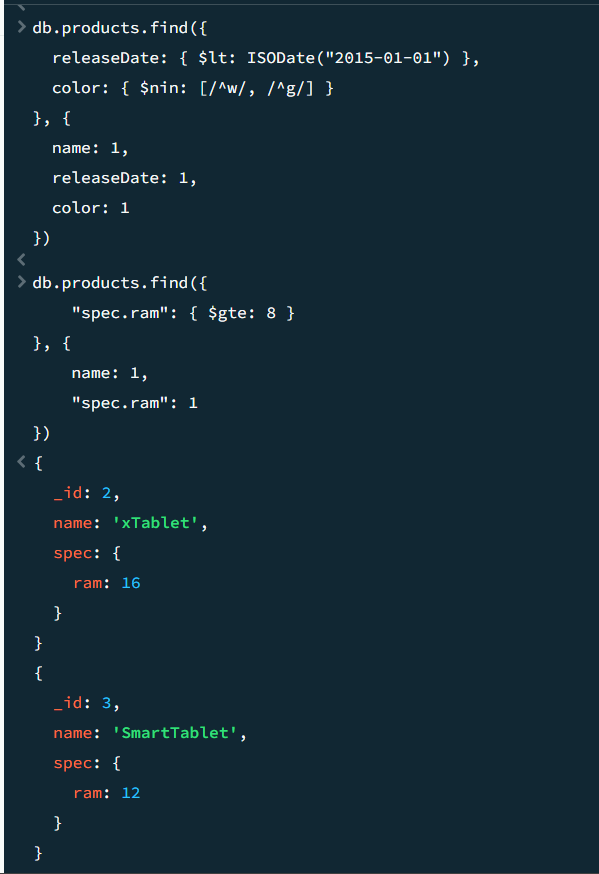 > db.products.find({
releaseDate: { $lt: ISODate("2015-01-01") },
color: { $nin: [/^w/, /^g/] }
}, {
name: 1,
releaseDate: 1,
color: 1
})
<
> db.products.find({
"spec.ram": { $gte: 8 }
}, {
name: 1,
"spec.ram": 1
})
< {
_id: 2,
name: 'xTablet',
spec: {
ram: 16
}
}
{
_id: 3,
name: 'SmartTablet',
spec: {
ram: 12
}
}